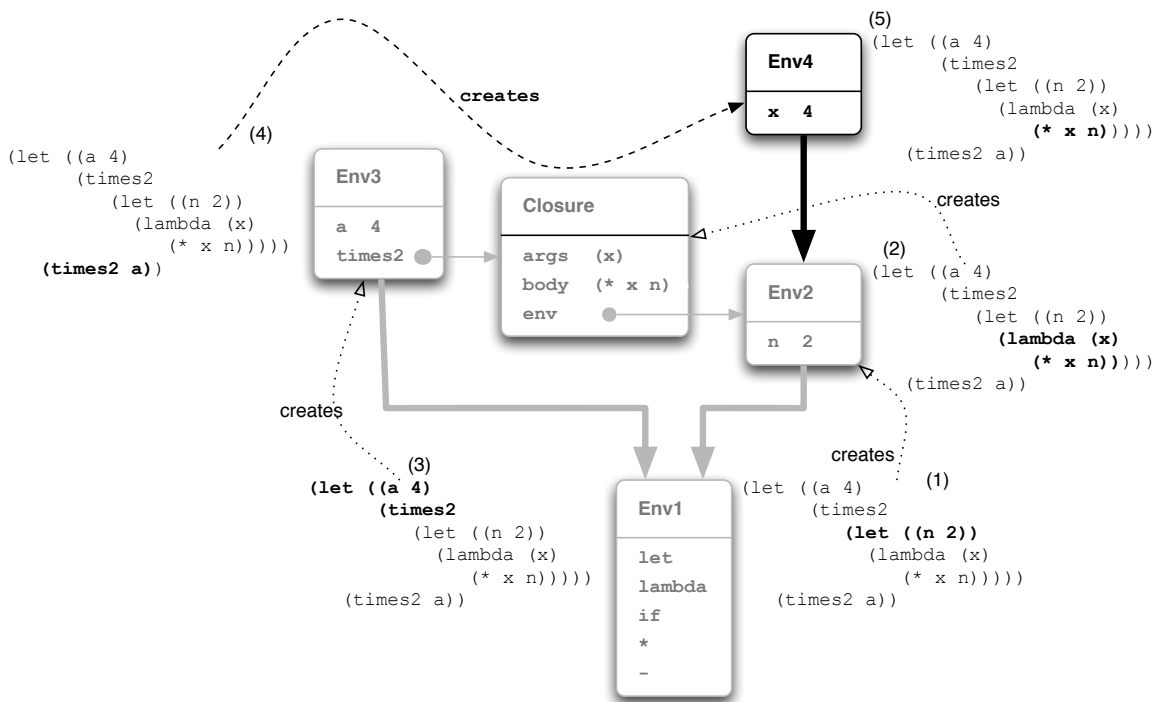 (5)
(let ((a 4)
(times2
(let ((n 2))
(lambda (x)
(* x n)))))
(times2 a))
Env4
x 4
creates
(4)
(let ((a 4)
(times2
(let ((n 2))
(lambda (x)
(* x n)))))
(times2 a))
Env3
a 4
times2
Closure
args (x)
body (* x n)
env
creates
(2)
(let ((a 4)
(times2
(let ((n 2))
(lambda (x)
(* x n)))))
(times2 a))
Env2
n 2
creates
(3)
(let ((a 4)
(times2
(let ((n 2))
(lambda (x)
(* x n)))))
(times2 a))
Env1
let
lambda
if
*
-
creates
(1)
(let ((a 4)
(times2
(let ((n 2))
(lambda (x)
(* x n)))))
(times2 a))